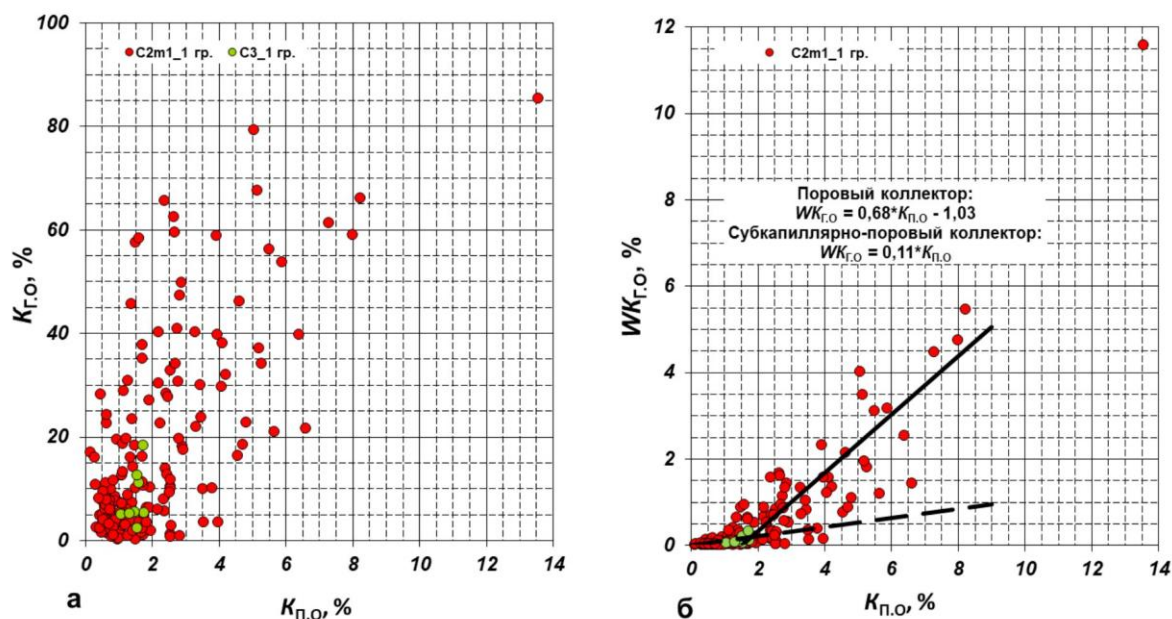 100
80
60
40
20
0
0 2 4 6 8 10 12 14
C2m1_1 гр. C3_1 гр.
KГ.О, %
KП.О, %
а
12
10
8
6
4
2
0
0 2 4 6 8 10 12 14
C2m1_1 гр.
Поровый коллектор:
WKГ.О = 0,68*KП.О - 1,03
Субкапиллярно-поровый коллектор:
WKГ.О = 0,11*KП.О
WKГ.О, %
KП.О, %
б